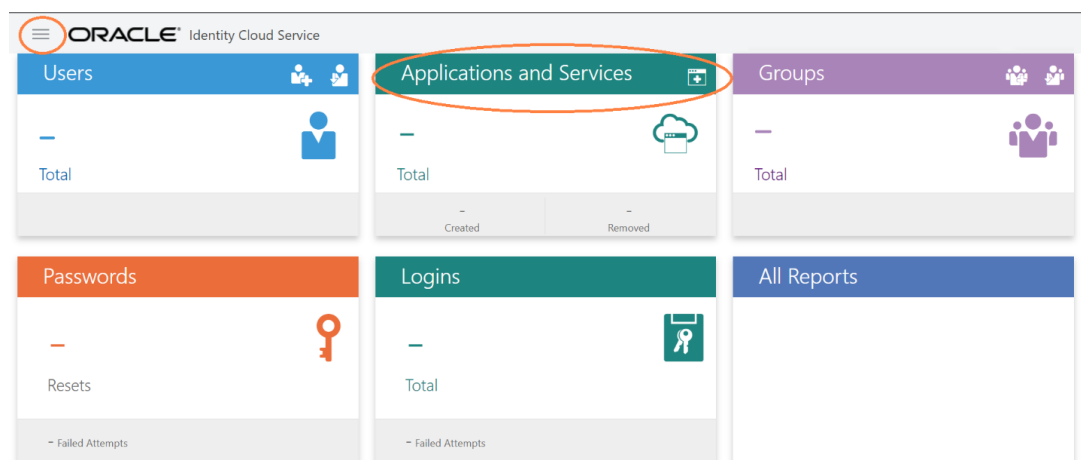 ORACLE® Identity Cloud Service
Users
Applications and Services
Groups
–
Total
–
Total
–
Total
–
Created
–
Removed
Passwords
Logins
All Reports
–
Resets
–
Total
– Failed Attempts
– Failed Attempts